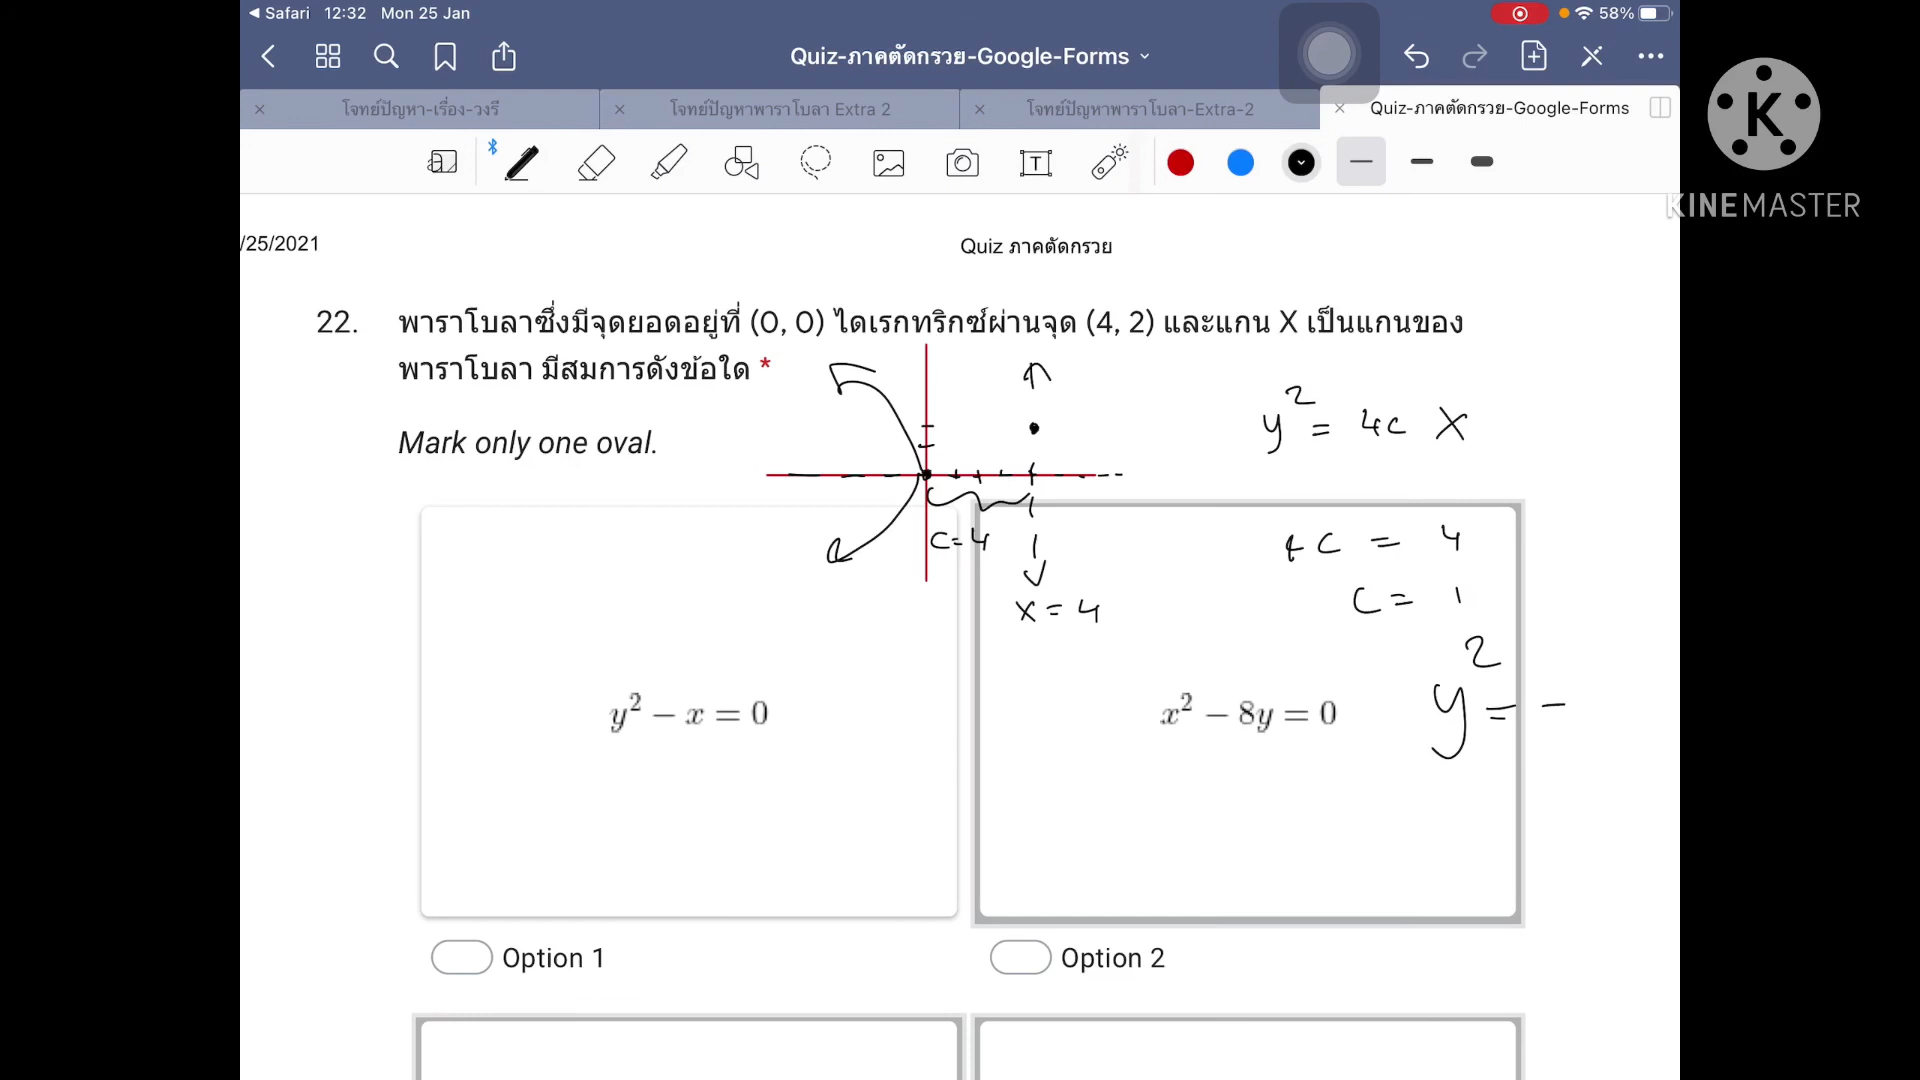 Safari 12:32 Mon 25 Jan
58%
Quiz-ภาคตัดกรวย-Google-Forms
โจทย์ปัญหา-เรื่อง-วงรี
โจทย์ปัญหาพาราโบลา Extra 2
โจทย์ปัญหาพาราโบลา-Extra-2
Quiz-ภาคตัดกรวย-Google-Forms
K
KINEMASTER
/25/2021
Quiz ภาคตัดกรวย
22. พาราโบลาซึ่งมีจุดยอดอยู่ที่ (0, 0) ไดเรกทริกซ์ผ่านจุด (4, 2) และแกน X เป็นแกนของ
พาราโบลา มีสมการดังข้อใด *
Mark only one oval.
y² = 4c x
c=4
x = 4
4c = 4
c = 1
y² = -
y² − x = 0
x² − 8y = 0
Option 1
Option 2